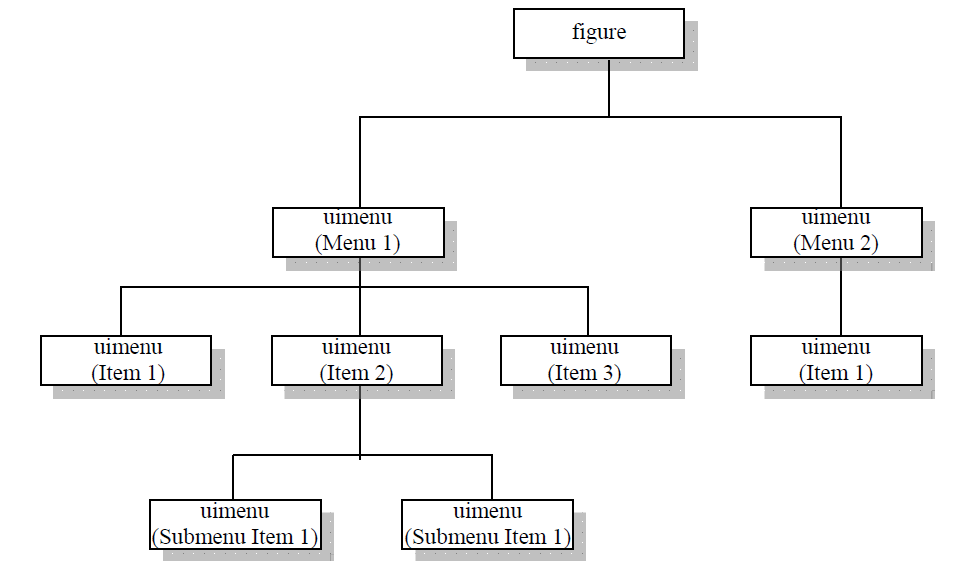 figure
uimenu
(Menu 1)
uimenu
(Menu 2)
uimenu
(Item 1)
uimenu
(Item 2)
uimenu
(Item 3)
uimenu
(Item 1)
uimenu
(Submenu Item 1)
uimenu
(Submenu Item 1)